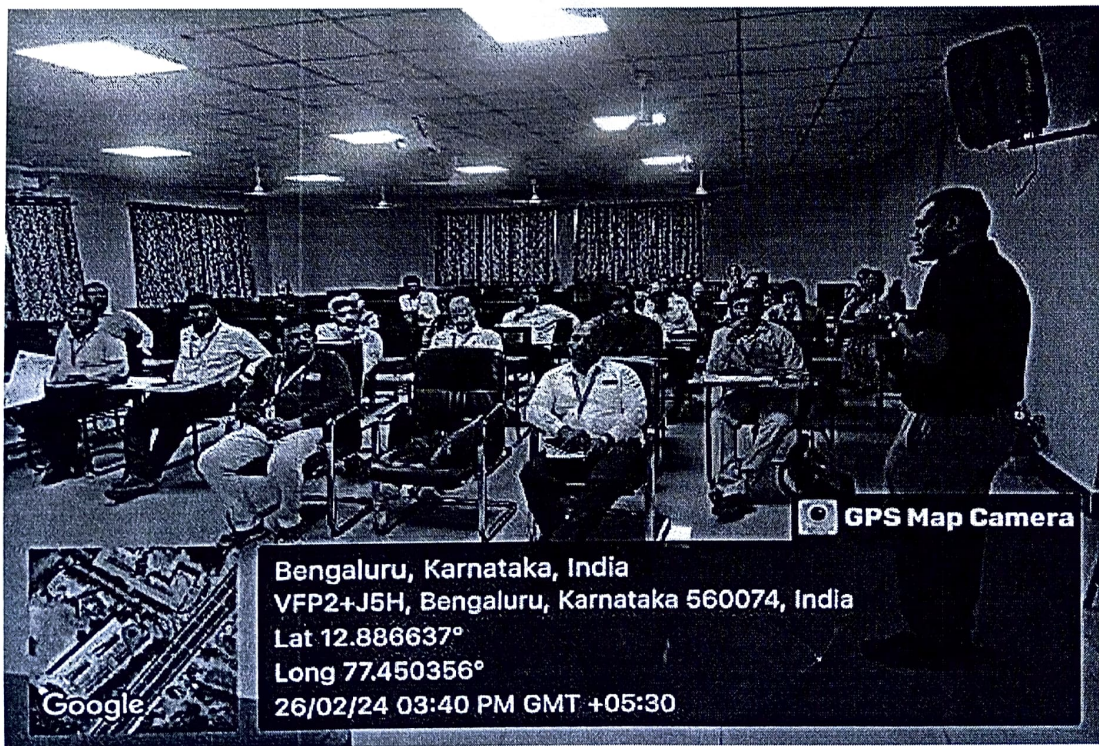 GPS Map Camera
Bengaluru, Karnataka, India
VFP2+J5H, Bengaluru, Karnataka 560074, India
Lat 12.886637°
Long 77.450356°
26/02/24 03:40 PM GMT +05:30
Google